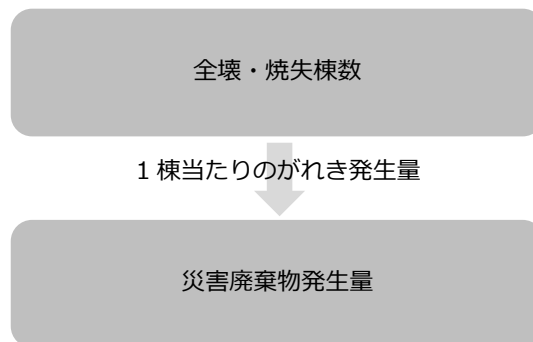 全壊・焼失棟数
1 棟当たりのがれき発生量
災害廃棄物発生量